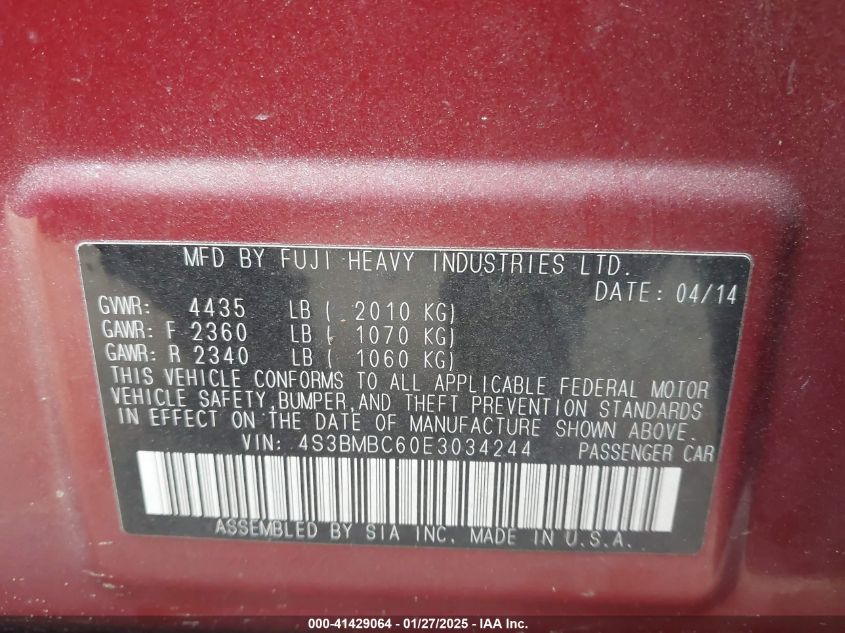 MFD BY FUJI HEAVY INDUSTRIES LTD.
DATE: 04/14
GVWR: 4435 LB ( 2010 KG)
GAWR: F 2360 LB ( 1070 KG)
GAWR: R 2340 LB ( 1060 KG)
THIS VEHICLE CONFORMS TO ALL APPLICABLE FEDERAL MOTOR
VEHICLE SAFETY, BUMPER, AND THEFT PREVENTION STANDARDS
IN EFFECT ON THE DATE OF MANUFACTURE SHOWN ABOVE.
VIN: 4S3BMBC60E3034244 PASSENGER CAR
ASSEMBLED BY SIA INC. MADE IN U.S.A.
000-41429064 - 01/27/2025 - IAA Inc.